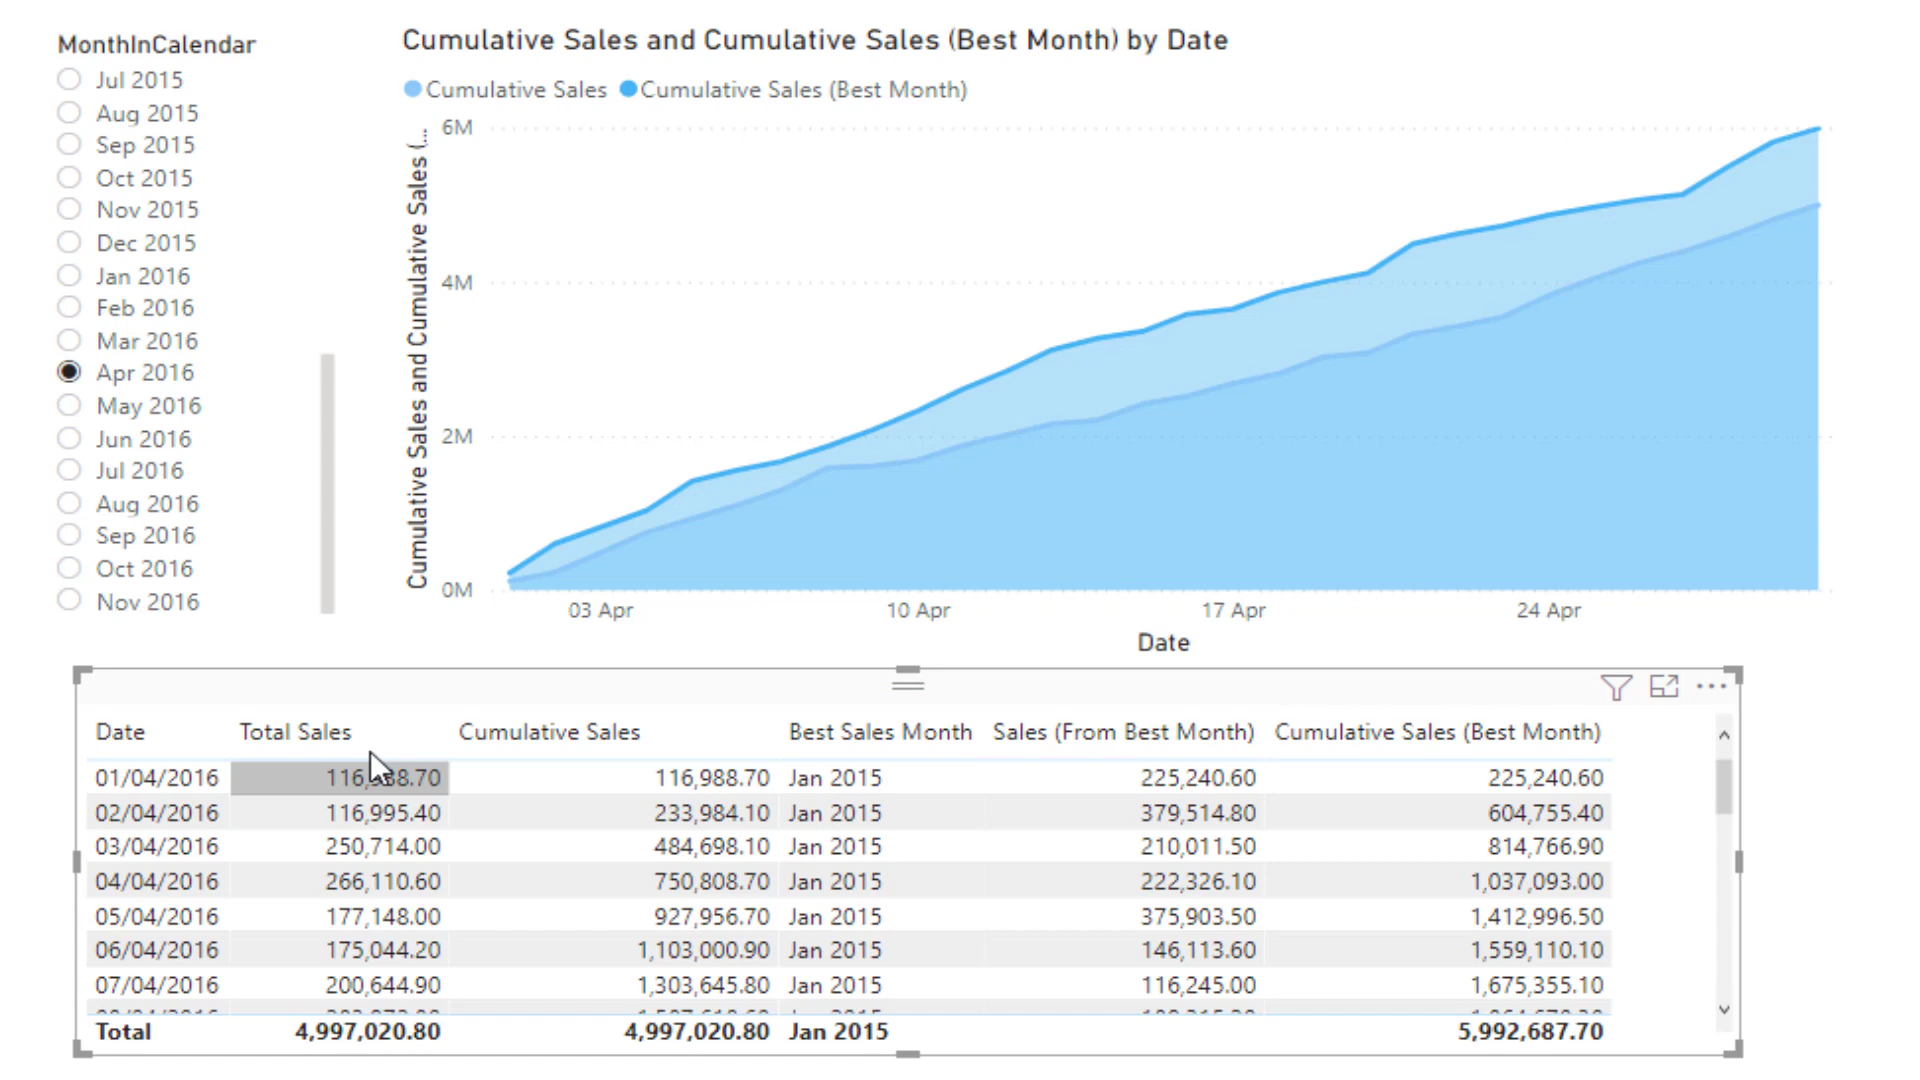 MonthInCalendar
Jul 2015
Aug 2015
Sep 2015
Oct 2015
Nov 2015
Dec 2015
Jan 2016
Feb 2016
Mar 2016
Apr 2016
May 2016
Jun 2016
Jul 2016
Aug 2016
Sep 2016
Oct 2016
Nov 2016
Cumulative Sales and Cumulative Sales (Best Month) by Date
Cumulative Sales Cumulative Sales (Best Month)
Cumulative Sales and Cumulative Sales (...
6M
4M
2M
0M
03 Apr 10 Apr 17 Apr 24 Apr
Date
Date Total Sales Cumulative Sales Best Sales Month Sales (From Best Month) Cumulative Sales (Best Month)
01/04/2016 116,988.70 116,988.70 Jan 2015 225,240.60 225,240.60
02/04/2016 116,995.40 233,984.10 Jan 2015 379,514.80 604,755.40
03/04/2016 250,714.00 484,698.10 Jan 2015 210,011.50 814,766.90
04/04/2016 266,110.60 750,808.70 Jan 2015 222,326.10 1,037,093.00
05/04/2016 177,148.00 927,956.70 Jan 2015 375,903.50 1,412,996.50
06/04/2016 175,044.20 1,103,000.90 Jan 2015 146,113.60 1,559,110.10
07/04/2016 200,644.90 1,303,645.80 Jan 2015 116,245.00 1,675,355.10
Total 4,997,020.80 4,997,020.80 Jan 2015 5,992,687.70